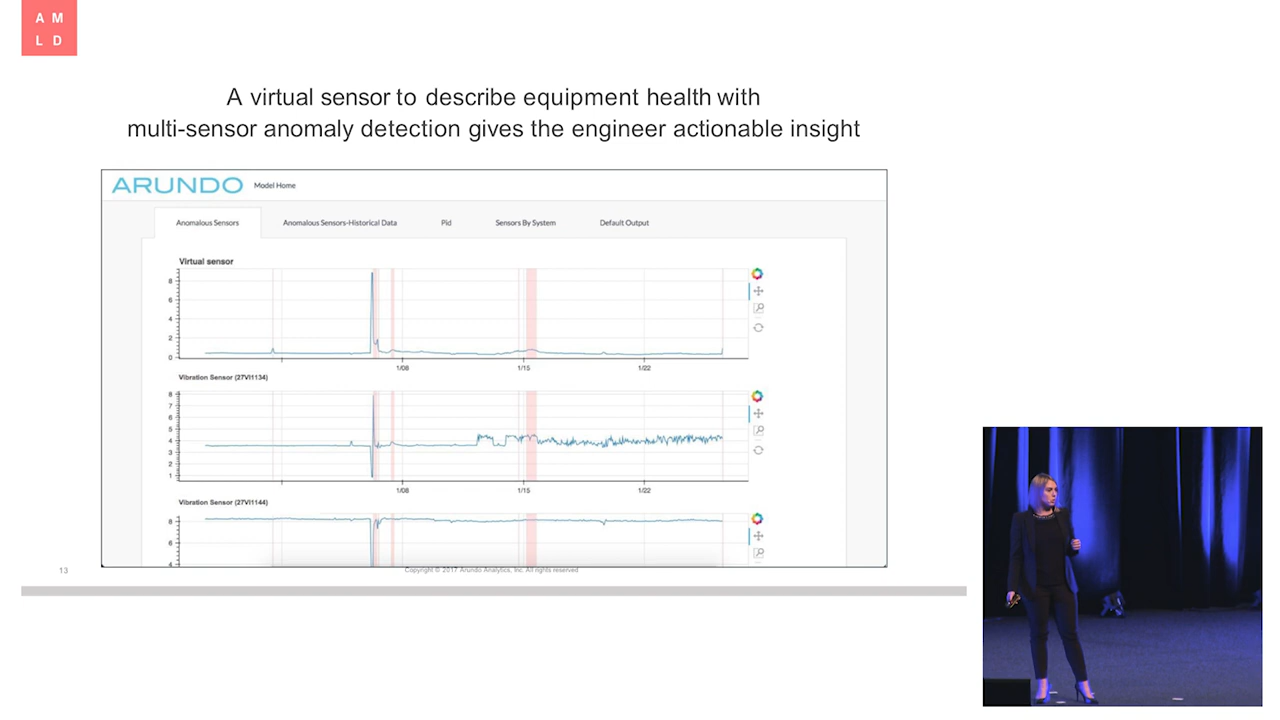 A M
L D
A virtual sensor to describe equipment health with
multi-sensor anomaly detection gives the engineer actionable insight
ARUNDO Model Home
Anomalous Sensors Anomalous Sensors-Historical Data Pid Sensors By System Default Output
Virtual sensor
8
6
4
2
0
1/08 1/15 1/22
Vibration Sensor (27VI1134)
8
7
6
5
4
3
2
1
1/08 1/15 1/22
Vibration Sensor (27VI1144)
8
6
4
13
Copyright © 2017 Arundo Analytics, Inc. All rights reserved